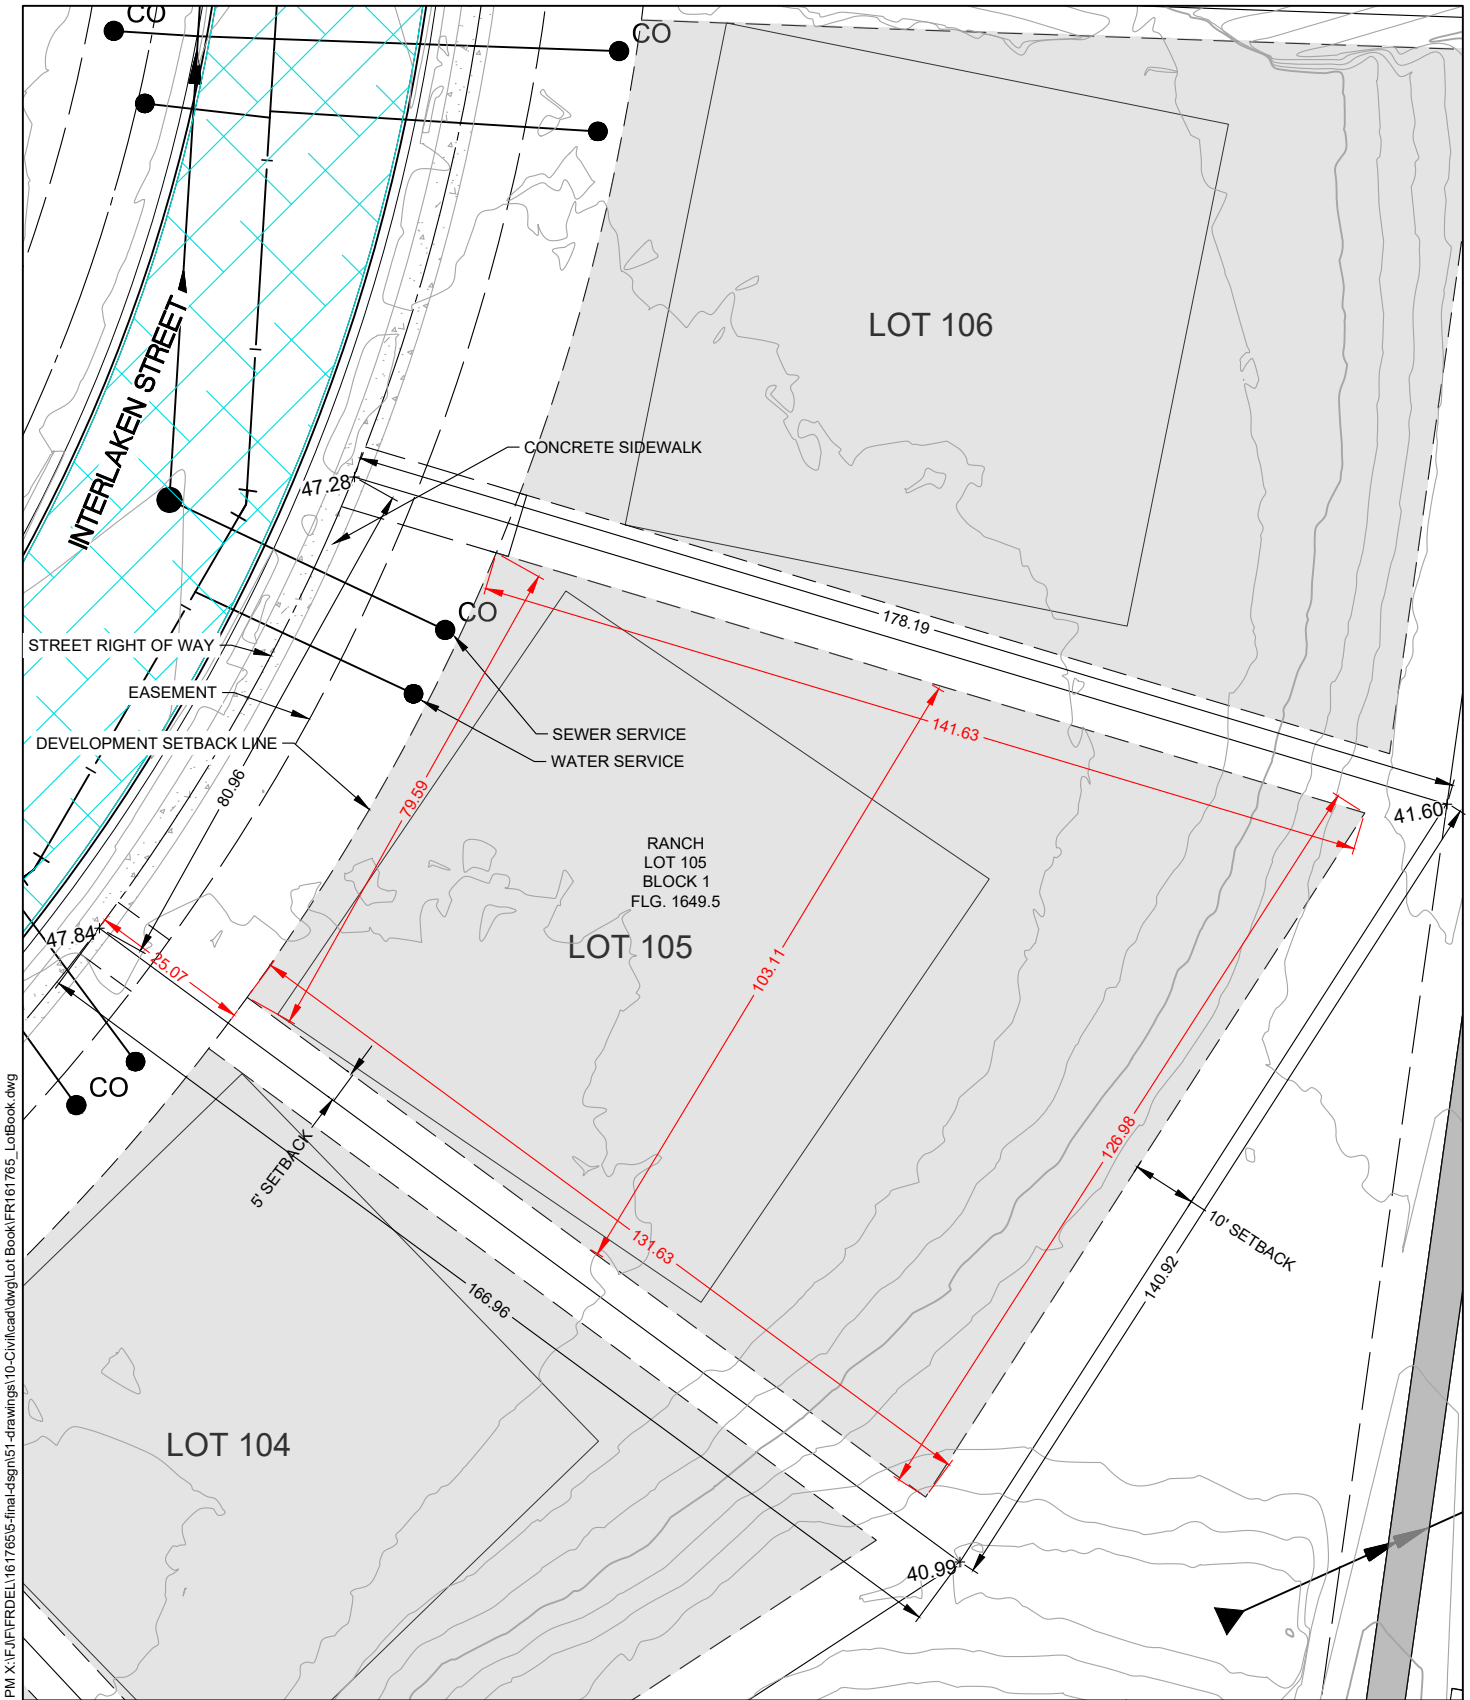 CO
CO
LOT 106
INTERLAKEN STREET
CONCRETE SIDEWALK
47.28
178.19
CO
STREET RIGHT OF WAY
EASEMENT
DEVELOPMENT SETBACK LINE
SEWER SERVICE
WATER SERVICE
141.63
80.96
79.59
41.60
RANCH
LOT 105
BLOCK 1
FLG. 1649.5
LOT 105
47.84
25.07
103.11
CO
5' SETBACK
126.98
10' SETBACK
131.63
140.92
166.96
LOT 104
40.99
PM X:\FJ\F\FRDEL\161765\5-final-dsgn\51-drawings\10-Civil\cad\dwg\Lot Book\FR161765_LotBook.dwg